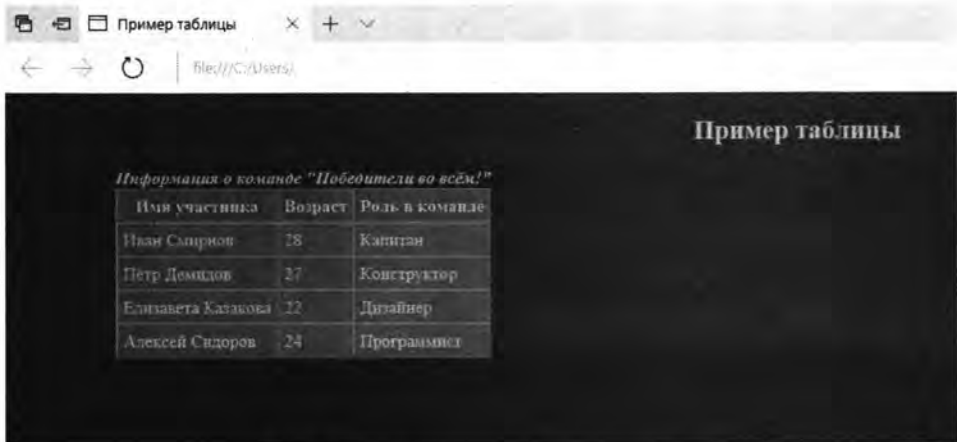 Пример таблицы
file:///C:/Users/
Пример таблицы
Информация о команде "Победители во всём!"
Имя участника Возраст Роль в команде
Иван Смирнов 28 Капитан
Пётр Демидов 27 Конструктор
Елизавета Казакова 22 Дизайнер
Алексей Сидоров 24 Программист